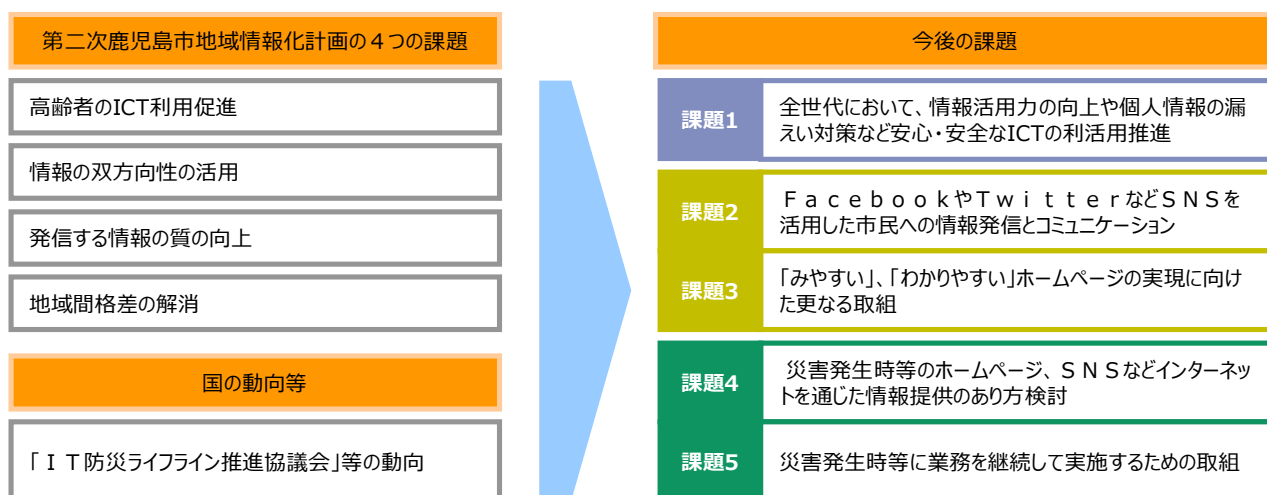 第二次鹿児島市地域情報化計画の４つの課題
高齢者のICT利用促進
情報の双方向性の活用
発信する情報の質の向上
地域間格差の解消
国の動向等
「ＩＴ防災ライフライン推進協議会」等の動向
今後の課題
課題1
全世代において、情報活用力の向上や個人情報の漏
えい対策など安心・安全なICTの利活用推進
課題2
ＦａｃｅｂｏｏｋやＴｗｉｔｔｅｒなどＳＮＳを
活用した市民への情報発信とコミュニケーション
課題3
「みやすい」、「わかりやすい」ホームページの実現に向け
た更なる取組
課題4
災害発生時等のホームページ、ＳＮＳなどインターネッ
トを通じた情報提供のあり方検討
課題5
災害発生時等に業務を継続して実施するための取組